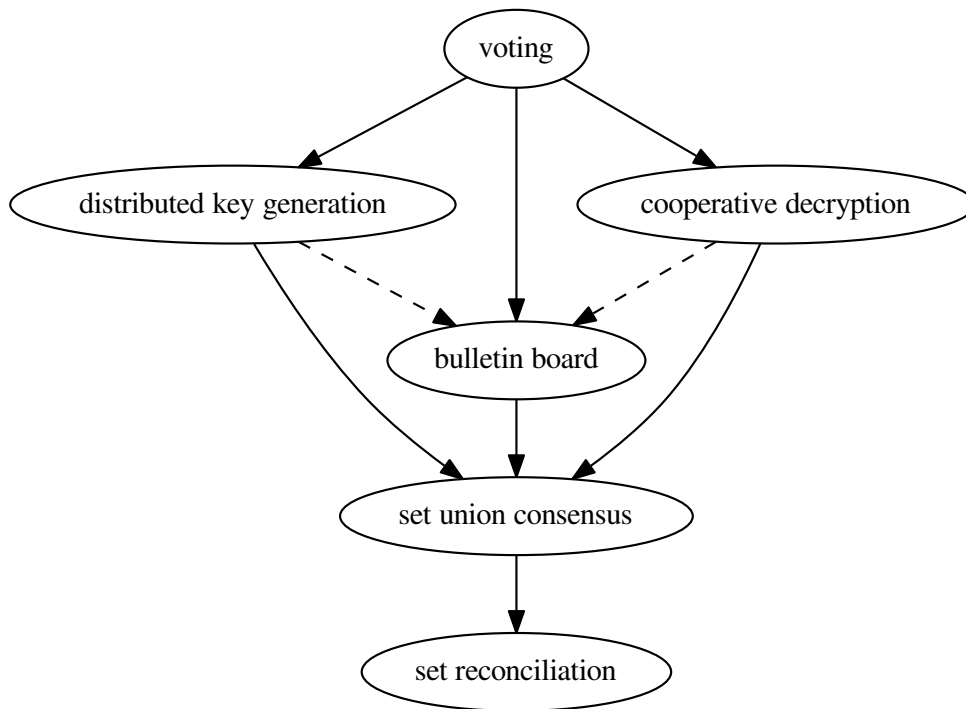 voting
distributed key generation
cooperative decryption
bulletin board
set union consensus
set reconciliation